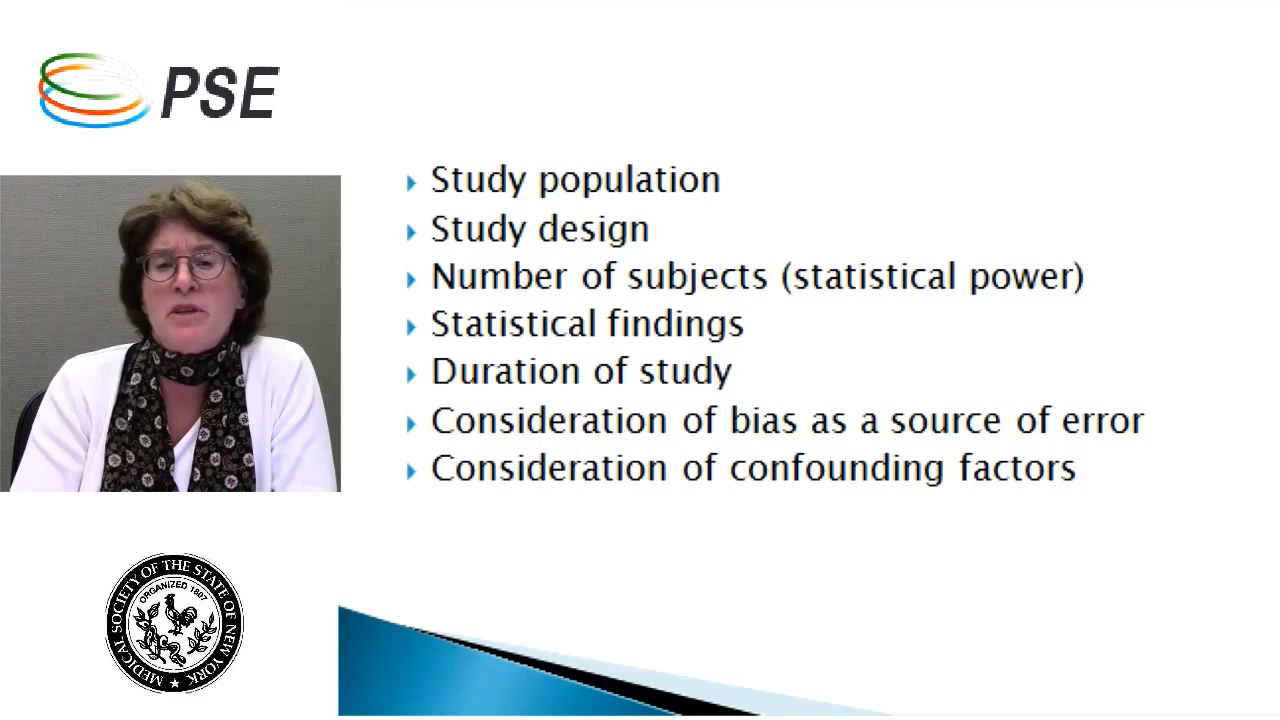 PSE
Study population
Study design
Number of subjects (statistical power)
Statistical findings
Duration of study
Consideration of bias as a source of error
Consideration of confounding factors
MEDICAL SOCIETY OF THE STATE OF NEW YORK
ORGANIZED 1807